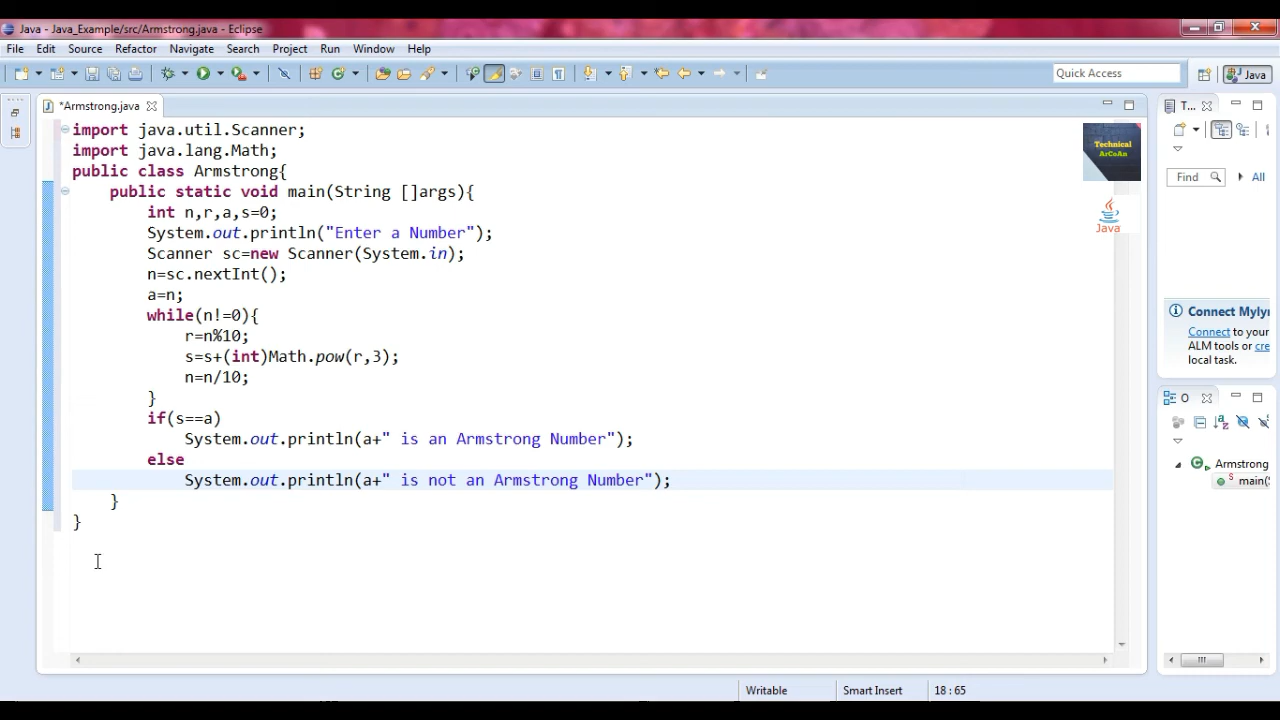 Java - Java_Example/src/Armstrong.java - Eclipse
File Edit Source Refactor Navigate Search Project Run Window Help
Quick Access
Java
*Armstrong.java
T...
import java.util.Scanner;
import java.lang.Math;
public class Armstrong{
public static void main(String []args){
int n,r,a,s=0;
System.out.println("Enter a Number");
Scanner sc=new Scanner(System.in);
n=sc.nextInt();
a=n;
while(n!=0){
r=n%10;
s=s+(int)Math.pow(r,3);
n=n/10;
}
if(s==a)
System.out.println(a+" is an Armstrong Number");
else
System.out.println(a+" is not an Armstrong Number");
}
}
Technical
ArCoAn
Java
Find
All
Connect Myly
Connect to your
ALM tools or cre
local task.
O
Armstrong
main(S
Writable
Smart Insert
18 : 65